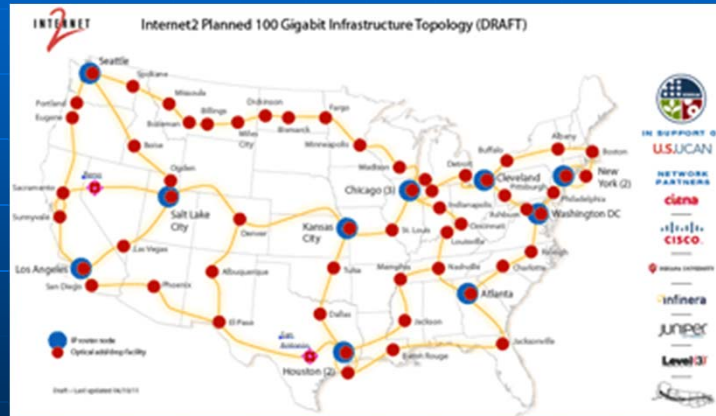 INTERNET
2
Internet2 Planned 100 Gigabit Infrastructure Topology (DRAFT)
Seattle
Spokane
Portland
Eugene
Missoula
Bozeman
Billings
Miles
City
Dickinson
Bismarck
Fargo
Minneapolis
Boise
Ogden
Reno
Sacramento
Sunnyvale
Salt Lake
City
Las Vegas
Los Angeles
San Diego
Phoenix
Denver
Albuquerque
El Paso
Kansas
City
Tulsa
Dallas
San
Antonio
Houston (2)
Madison
Chicago (3)
St. Louis
Indianapolis
Cincinnati
Louisville
Memphis
Nashville
Jackson
Baton Rouge
Detroit
Cleveland
Buffalo
Albany
Boston
New
York (2)
Pittsburgh
Philadelphia
Washington DC
Raleigh
Charlotte
Atlanta
Jacksonville
IP router node
Optical add/drop facility
IN SUPPORT O
U.S.UCAN
NETWORK
PARTNERS
ciena
CISCO
INDIANA UNIVERSITY
infinera
JUNIPER
Level(3)